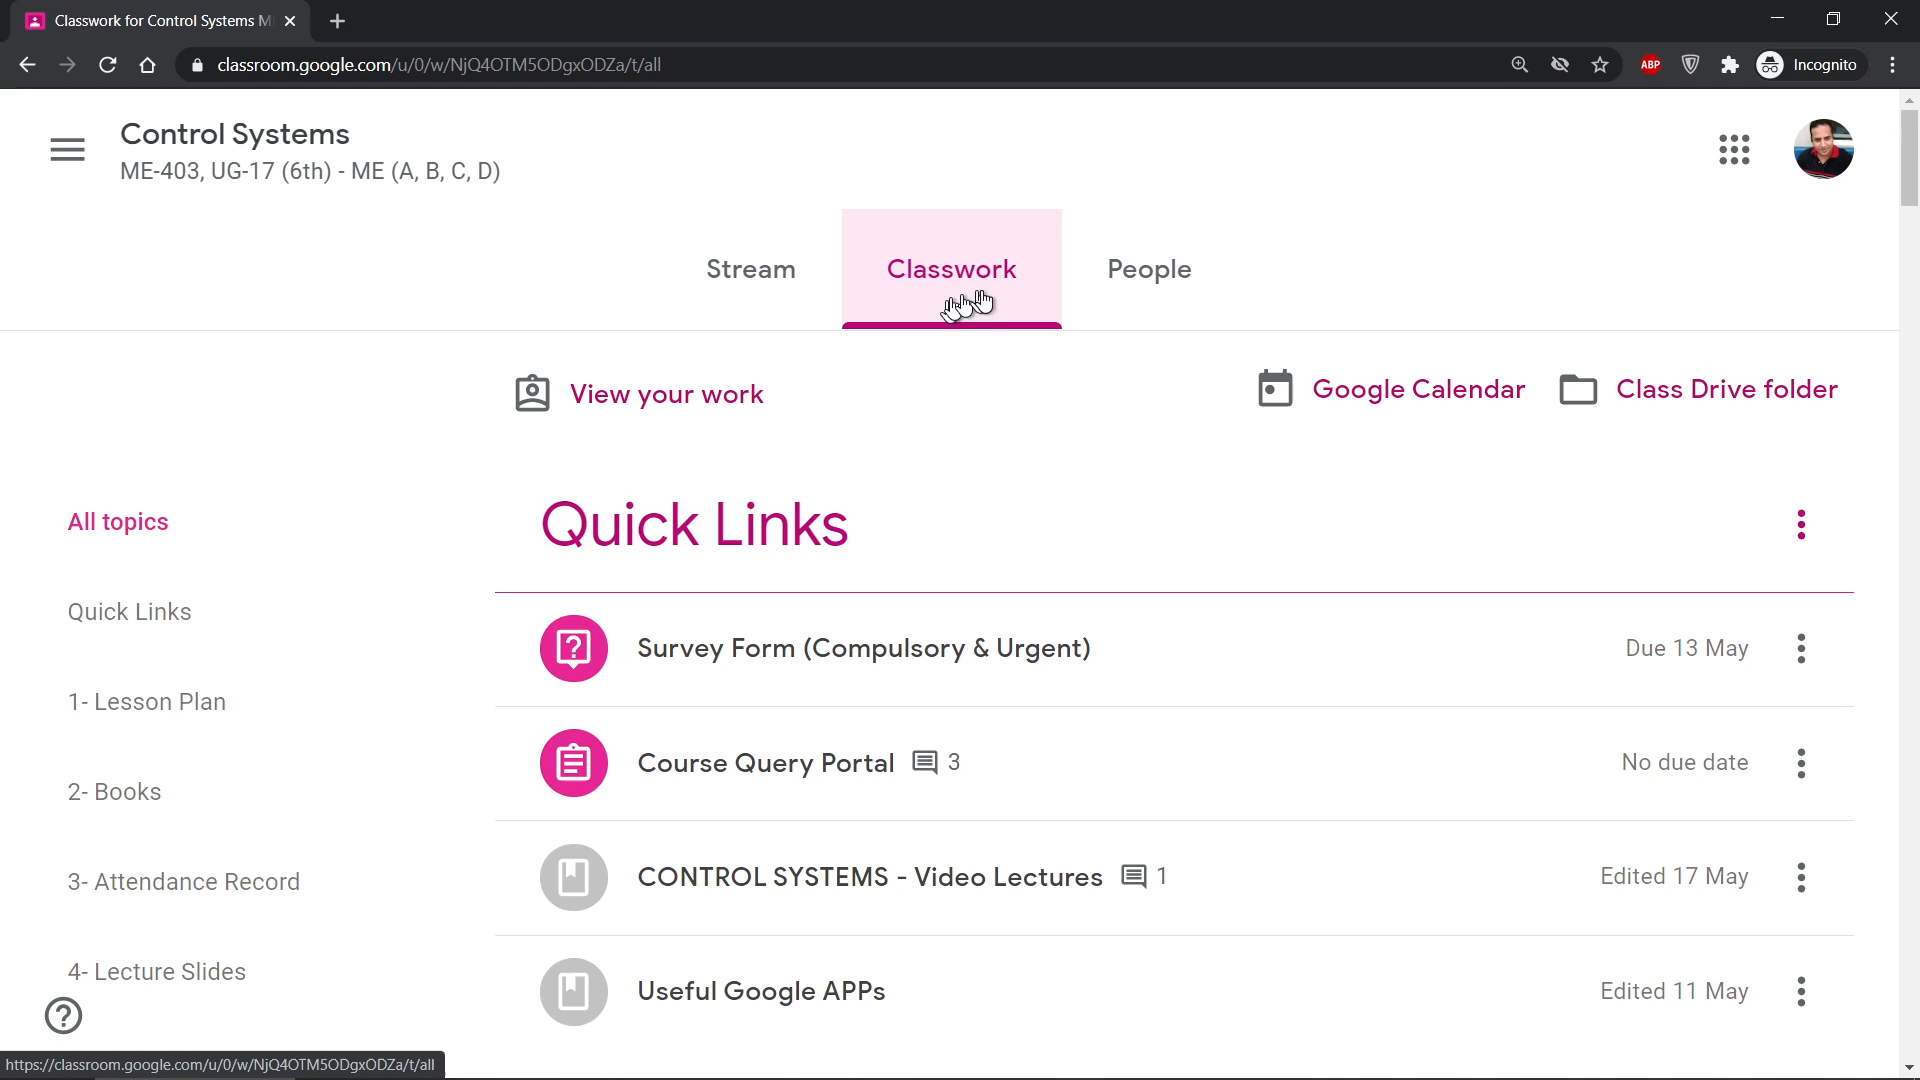 Classwork for Control Systems M
classroom.google.com/u/0/w/NjQ4OTM5ODgxODZa/t/all
ABP
Incognito
Control Systems
ME-403, UG-17 (6th) - ME (A, B, C, D)
Stream
Classwork
People
View your work
Google Calendar
Class Drive folder
All topics
Quick Links
1- Lesson Plan
2- Books
3- Attendance Record
4- Lecture Slides
Quick Links
Survey Form (Compulsory & Urgent)
Due 13 May
Course Query Portal 3
No due date
CONTROL SYSTEMS - Video Lectures 1
Edited 17 May
Useful Google APPs
Edited 11 May
https://classroom.google.com/u/0/w/NjQ4OTM5ODgxODZa/t/all